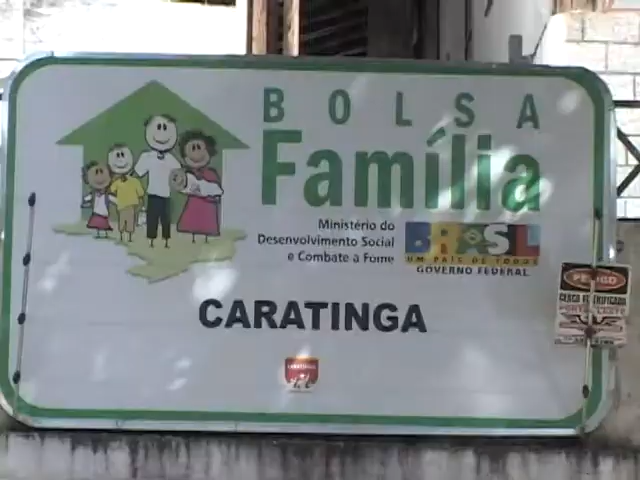 BOLSA
Família
Ministério do
Desenvolvimento Social
e Combate a Fome
BRASIL
UM PAÍS DE TODOS
GOVERNO FEDERAL
CARATINGA
CARATINGA
PERIGO
CERCA ELETRIFICADA